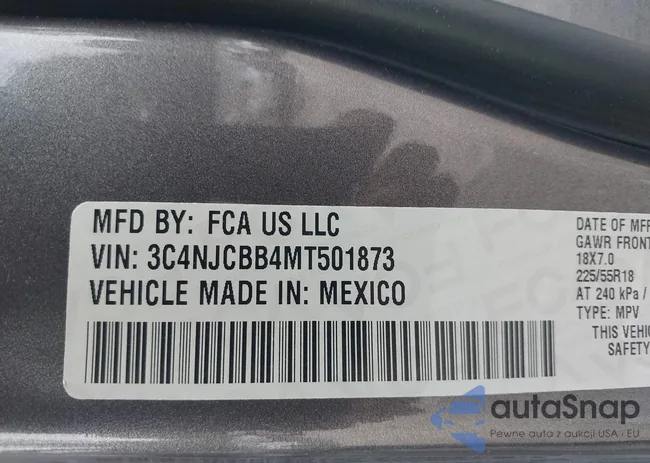 MFD BY: FCA US LLC
VIN: 3C4NJCBB4MT501873
VEHICLE MADE IN: MEXICO
DATE OF MFR
GAWR FRONT
18X7.0
225/55R18
AT 240 kPa /
TYPE: MPV
THIS VEHIC
SAFETY
autaSnap
Pewne auta z aukcji USA i EU